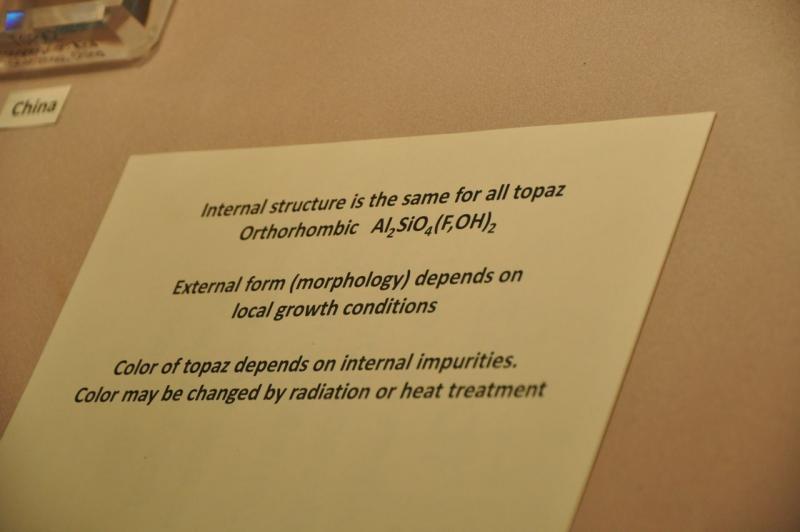 China
Internal structure is the same for all topaz
Orthorhombic Al₂SiO₄(F,OH)₂
External form (morphology) depends on
local growth conditions
Color of topaz depends on internal impurities.
Color may be changed by radiation or heat treatment